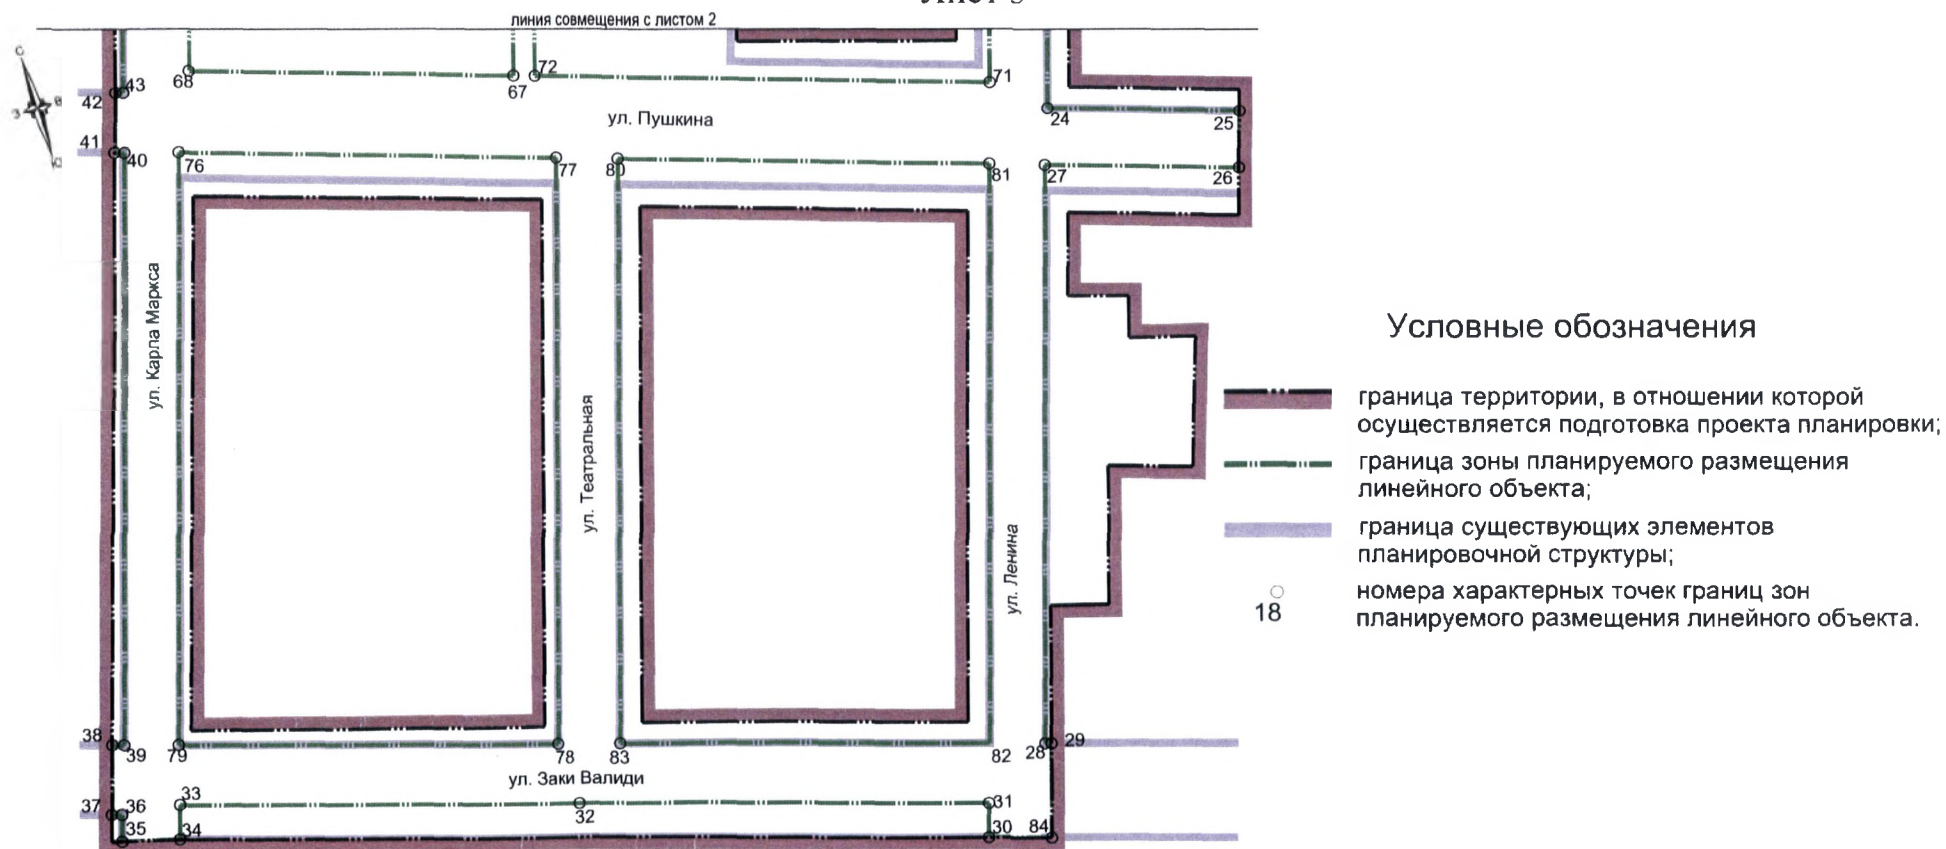 линия совмещения с листом 2
43
68
67
72
71
42
24
25
ул. Пушкина
41
40
76
77
80
81
27
26
ул. Карла Маркса
ул. Театральная
ул. Ленина
38
39
79
78
83
82
28
29
ул. Заки Валиди
37
36
33
32
31
35
34
30
84
Условные обозначения
граница территории, в отношении которой
осуществляется подготовка проекта планировки;
граница зоны планируемого размещения
линейного объекта;
граница существующих элементов
планировочной структуры;
18
номера характерных точек границ зон
планируемого размещения линейного объекта.